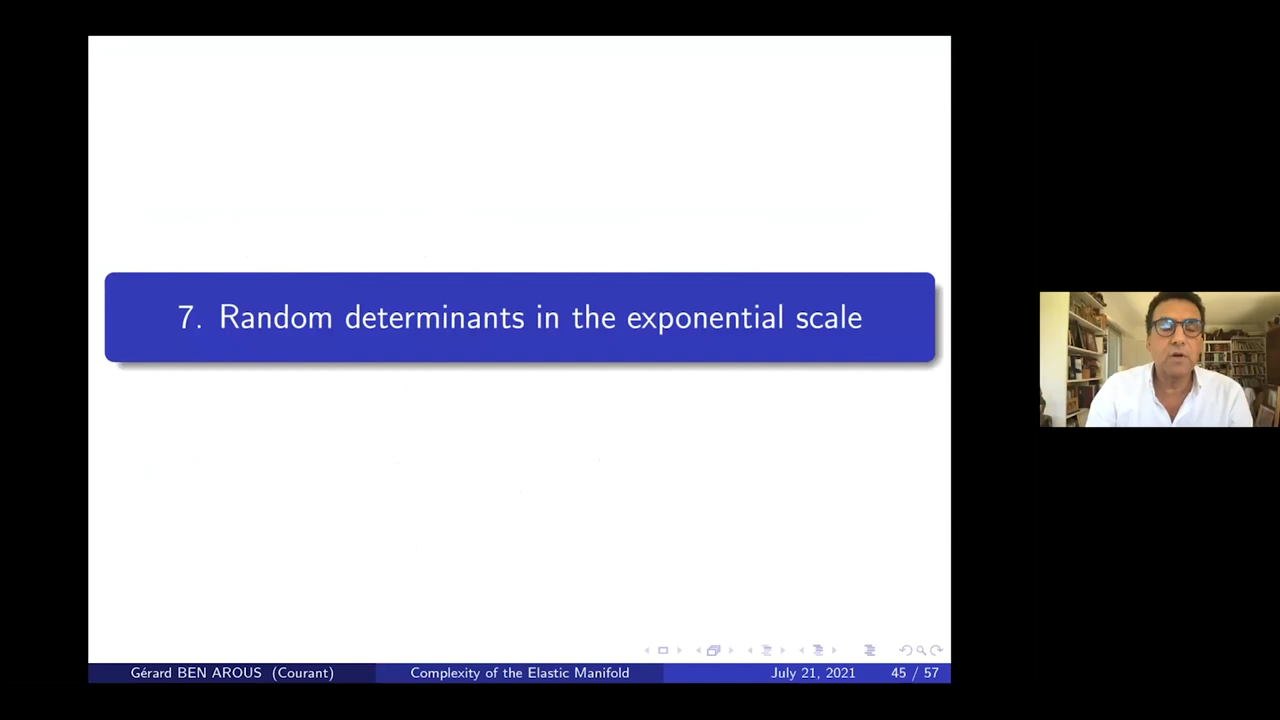 7. Random determinants in the exponential scale
Gérard BEN AROUS (Courant) Complexity of the Elastic Manifold July 21, 2021 45 / 57